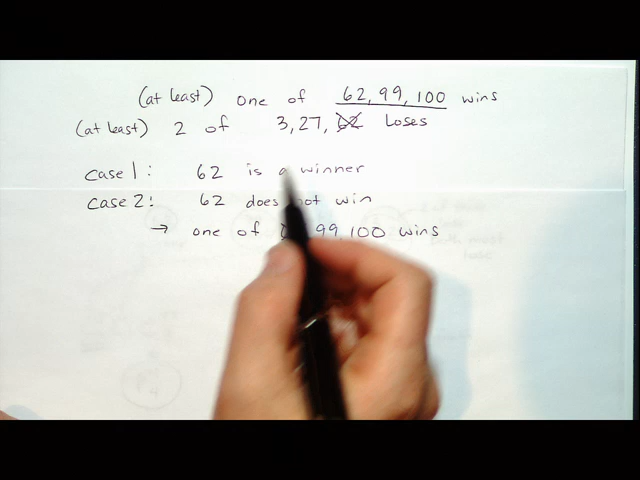 (at least) one of 62, 99, 100 wins
(at least) 2 of 3, 27, 62 Loses
case 1: 62 is a winner
case 2: 62 does not win
→ one of 99, 100 wins